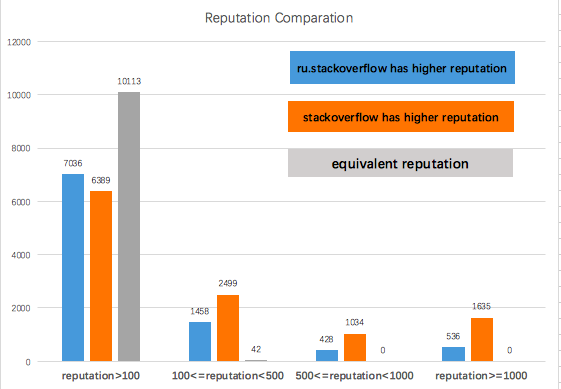 Reputation Comparation
12000
10000
8000
6000
4000
2000
0
ru.stackoverflow has higher reputation
stackoverflow has higher reputation
equivalent reputation
7036
6389
10113
1458
2499
42
428
1034
0
536
1635
0
reputation>100
100<=reputation<500
500<=reputation<1000
reputation>=1000